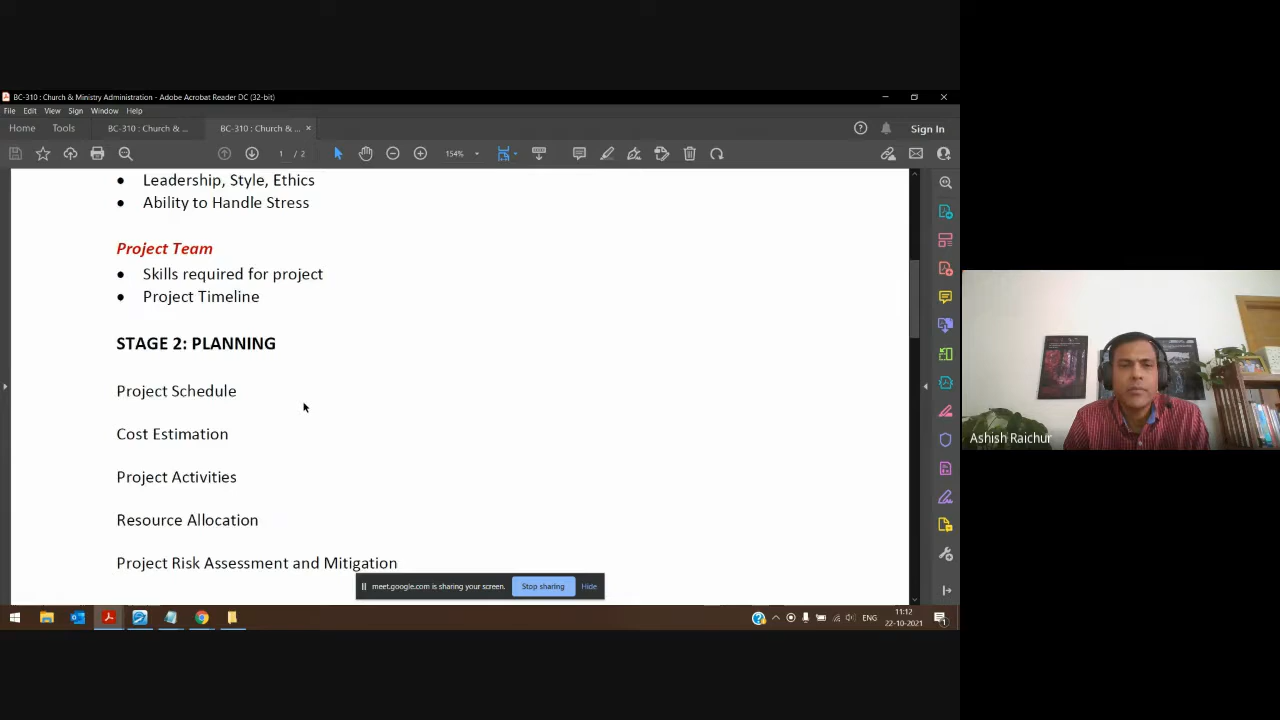 BC-310 : Church & Ministry Administration - Adobe Acrobat Reader DC (32-bit)
File Edit View Sign Window Help
Home Tools BC-310 : Church & ... BC-310 : Church & ... × Sign In
1 / 2 154%
• Leadership, Style, Ethics
• Ability to Handle Stress
Project Team
• Skills required for project
• Project Timeline
STAGE 2: PLANNING
Project Schedule
Cost Estimation
Project Activities
Resource Allocation
Project Risk Assessment and Mitigation
meet.google.com is sharing your screen. Stop sharing Hide
ENG 11:12
22-10-2021
Ashish Raichur